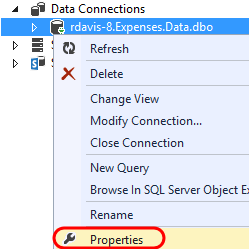 Data Connections
rdavis-8.Expenses.Data.dbo
Refresh
Delete
Change View
Modify Connection...
Close Connection
New Query
Browse In SQL Server Object
Rename
Properties